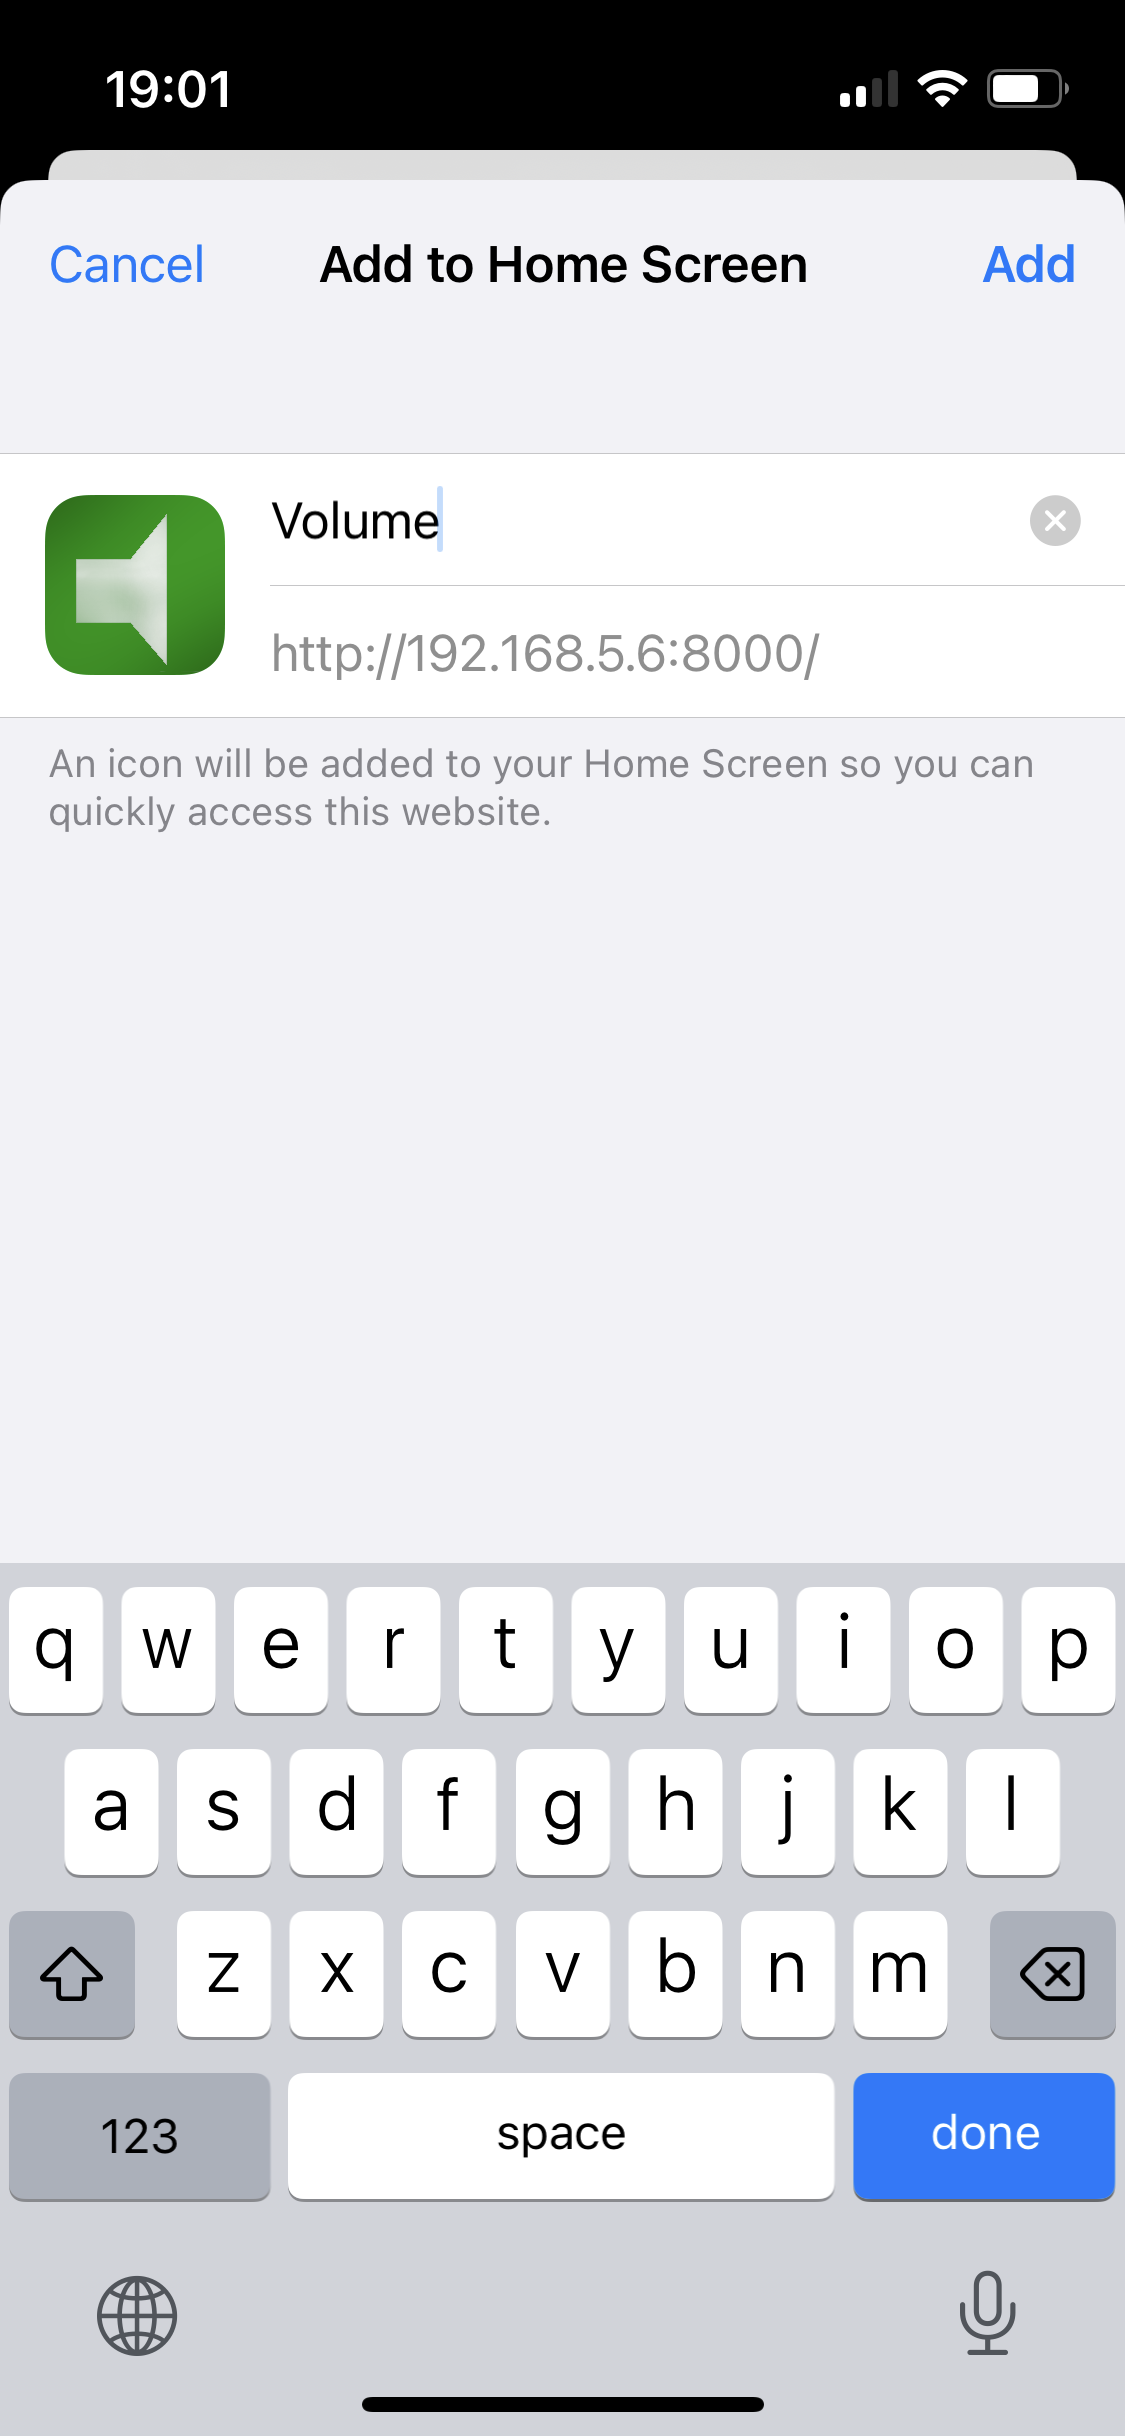 19:01
Cancel
Add to Home Screen
Add
Volume
http://192.168.5.6:8000/
An icon will be added to your Home Screen so you can
quickly access this website.
q w e r t y u i o p
a s d f g h j k l
z x c v b n m
123 space done